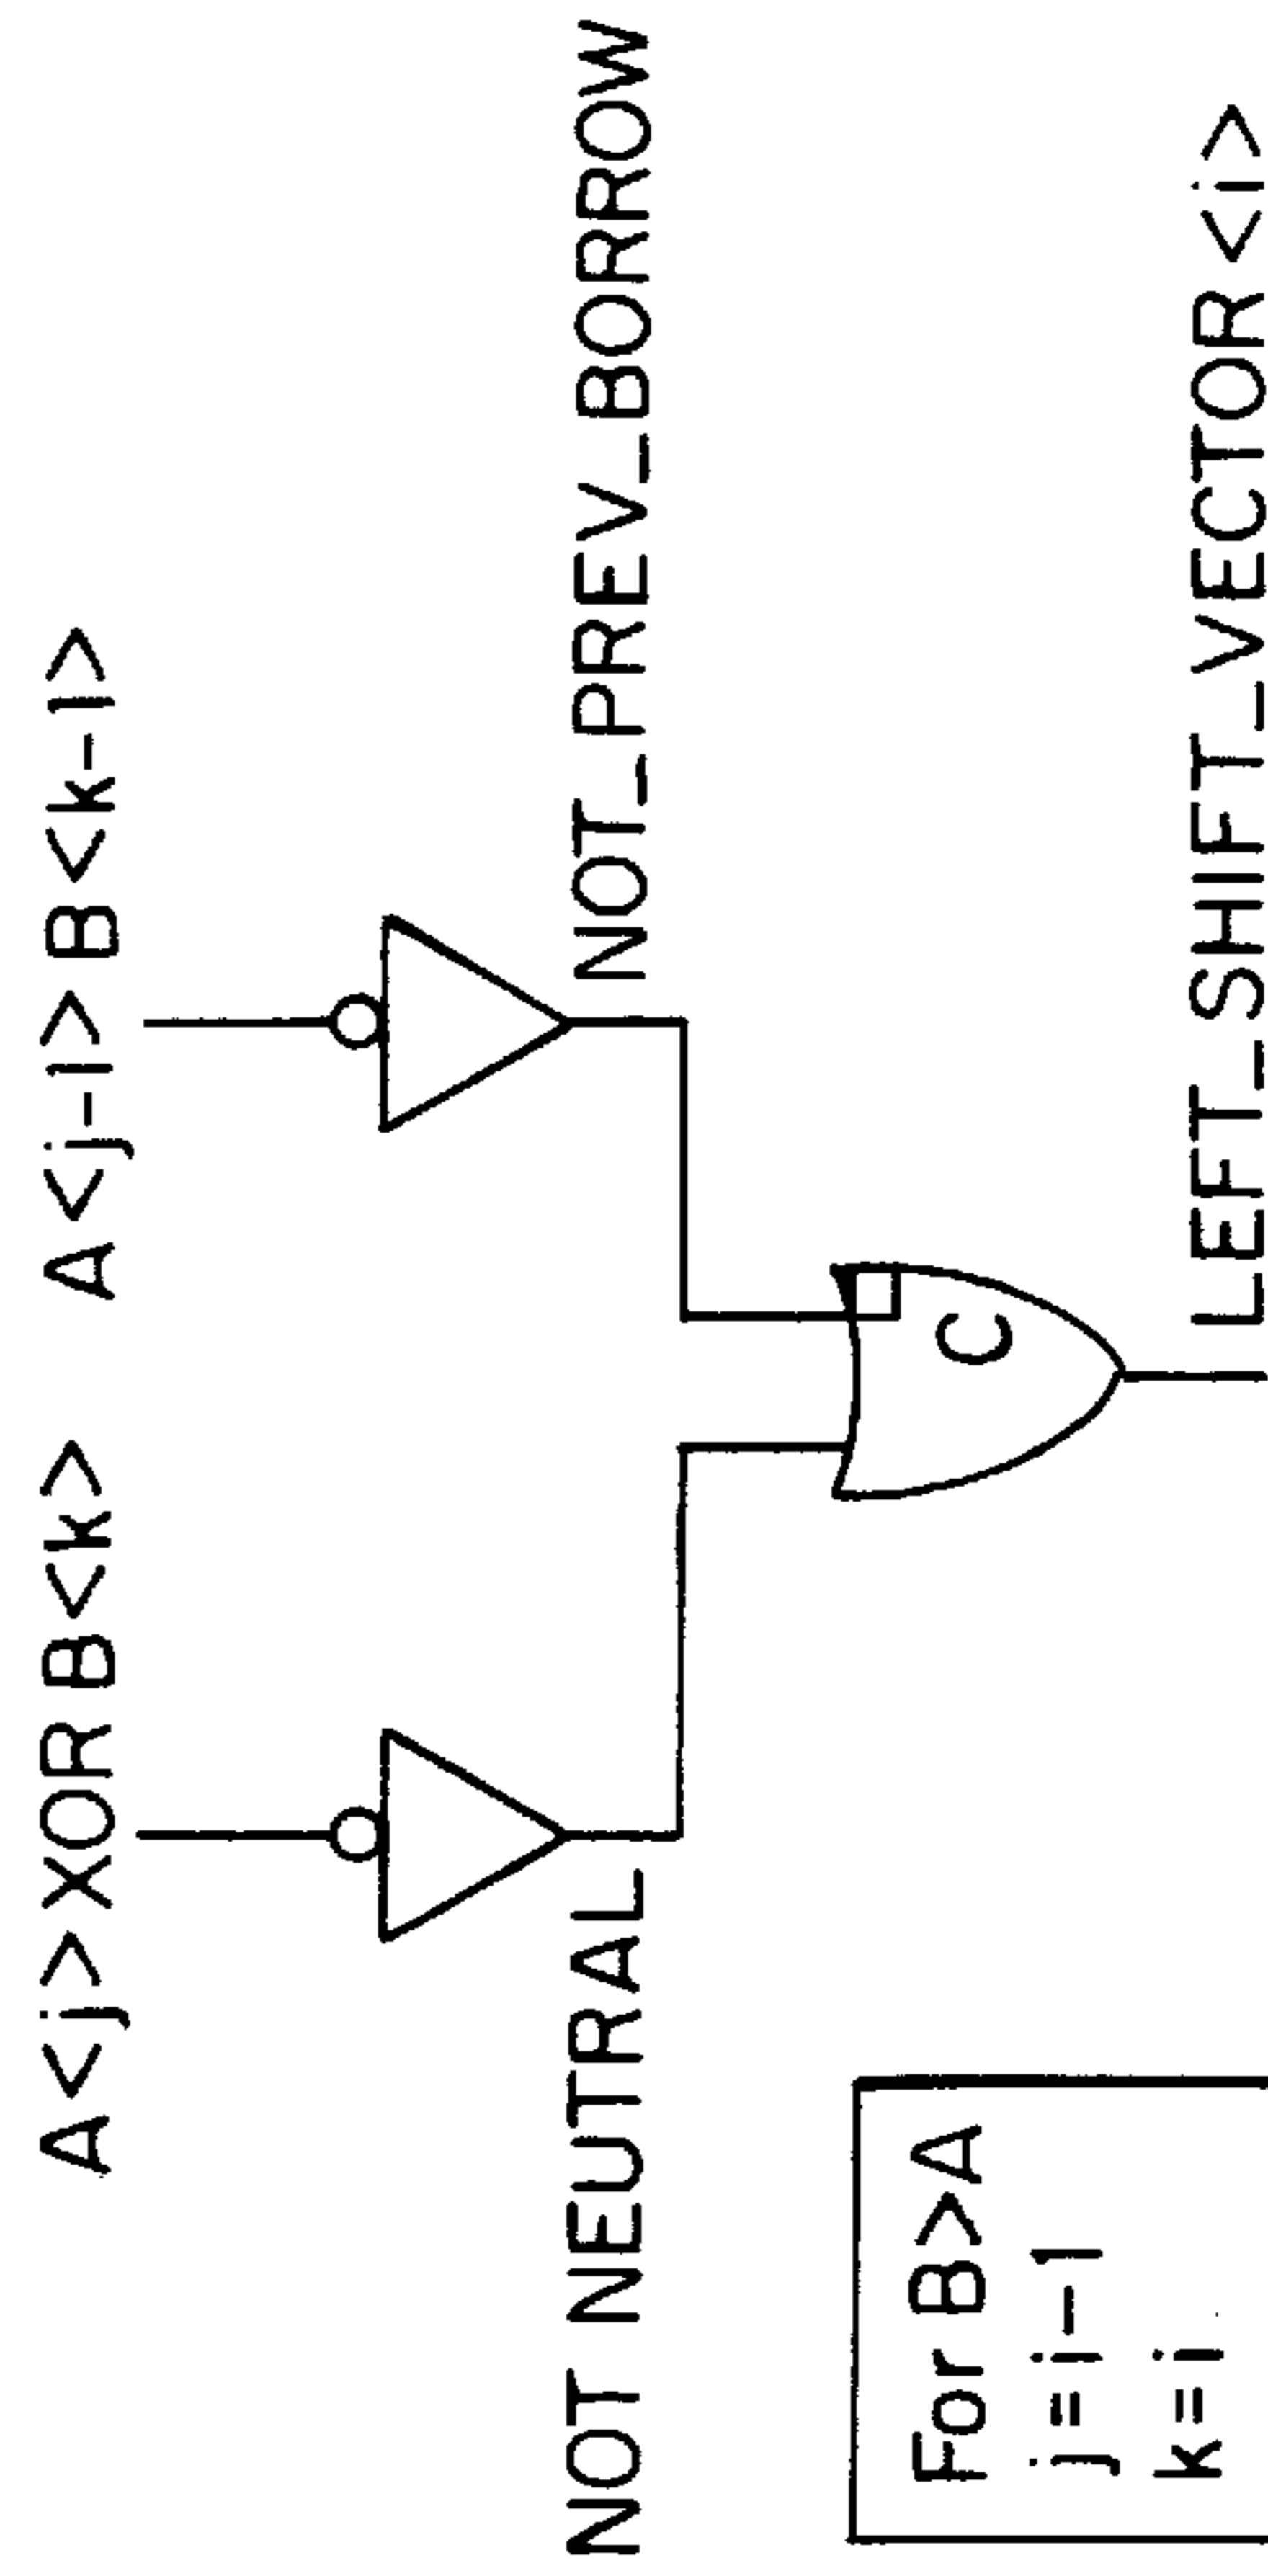 A<j>XOR B<k>
A<j-1>B<k-1>
NOT NEUTRAL
NOT_PREV_BORROW
C
For B>A
j=i-1
k=i
LEFT_SHIFT_VECTOR<i>